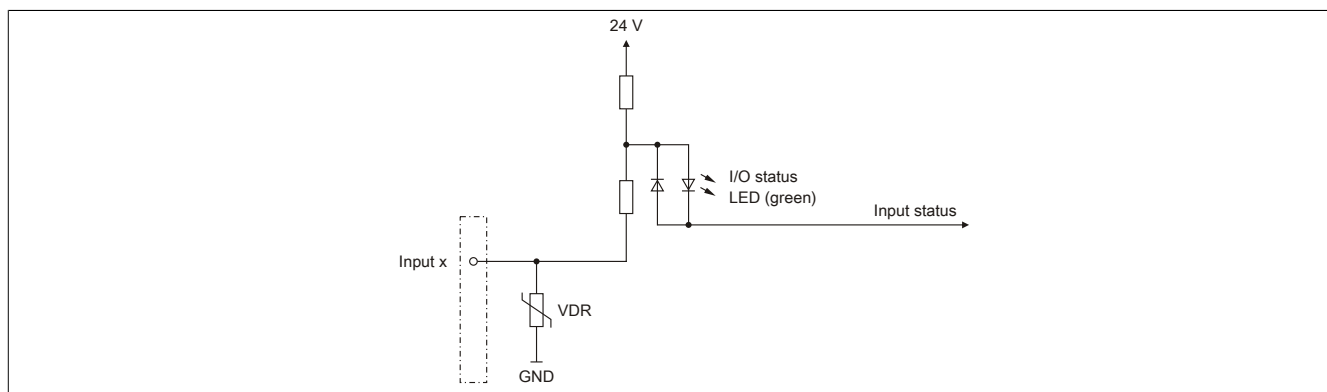 24 V
I/O status
LED (green)
Input status
Input x
VDR
GND